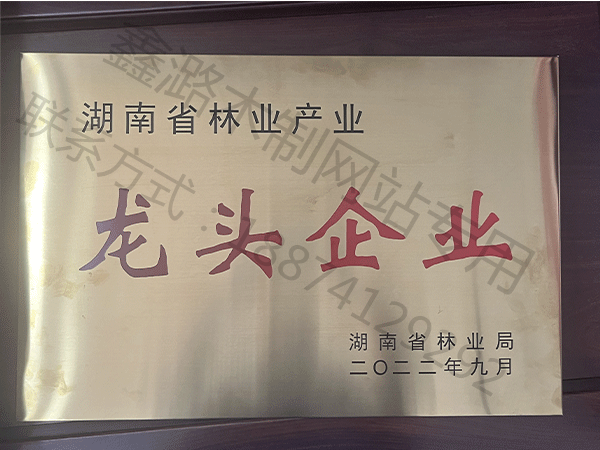 湖南省林业产业
龙头企业
湖南省林业局
二〇二二年九月
鑫潞木制网站专用
联系方式：18874129292